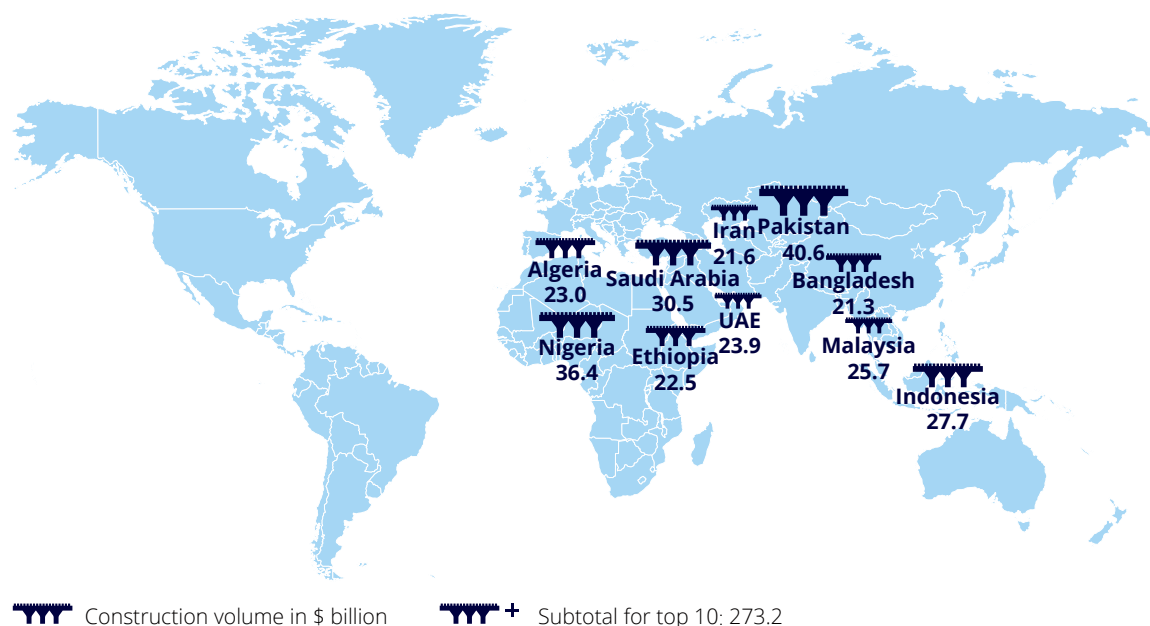 Iran
21.6
Pakistan
40.6
Algeria
23.0
Saudi Arabia
30.5
Bangladesh
21.3
UAE
23.9
Nigeria
36.4
Ethiopia
22.5
Malaysia
25.7
Indonesia
27.7
Construction volume in $ billion
+ Subtotal for top 10: 273.2